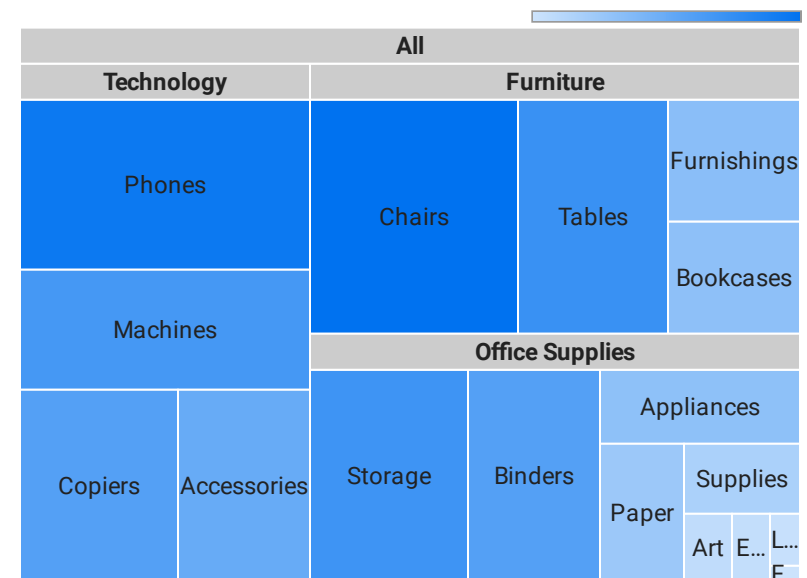 All
Technology
Furniture
Phones
Chairs
Tables
Furnishings
Bookcases
Machines
Office Supplies
Copiers
Accessories
Storage
Binders
Appliances
Paper
Supplies
Art
E...
L...